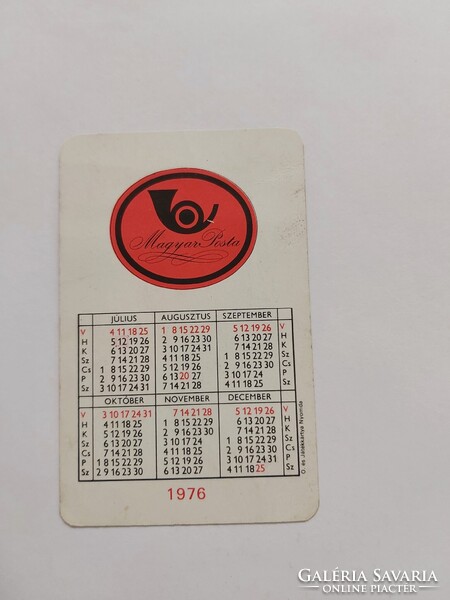 Magyar Posta
JÚLIUS AUGUSZTUS SZEPTEMBER
V 4 11 18 25 1 8 15 22 29 5 12 19 26 V
H 5 12 19 26 2 9 16 23 30 6 13 20 27 H
K 6 13 20 27 3 10 17 24 31 7 14 21 28 K
Sz 7 14 21 28 4 11 18 25 1 8 15 22 29 Sz
Cs 1 8 15 22 29 5 12 19 26 2 9 16 23 30 Cs
P 2 9 16 23 30 6 13 20 27 3 10 17 24 P
Sz 3 10 17 24 31 7 14 21 28 4 11 18 25 Sz
OKTÓBER NOVEMBER DECEMBER
V 3 10 17 24 31 7 14 21 28 5 12 19 26 V
H 4 11 18 25 1 8 15 22 29 6 13 20 27 H
K 5 12 19 26 2 9 16 23 30 7 14 21 28 K
Sz 6 13 20 27 3 10 17 24 1 8 15 22 29 Sz
Cs 7 14 21 28 4 11 18 25 2 9 16 23 30 Cs
P 1 8 15 22 29 5 12 19 26 3 10 17 24 31 P
Sz 2 9 16 23 30 6 13 20 27 4 11 18 25 Sz
O. és Játékkártya Nyomda
1976
GALÉRIA SAVARIA
ONLINE PIACTÉR